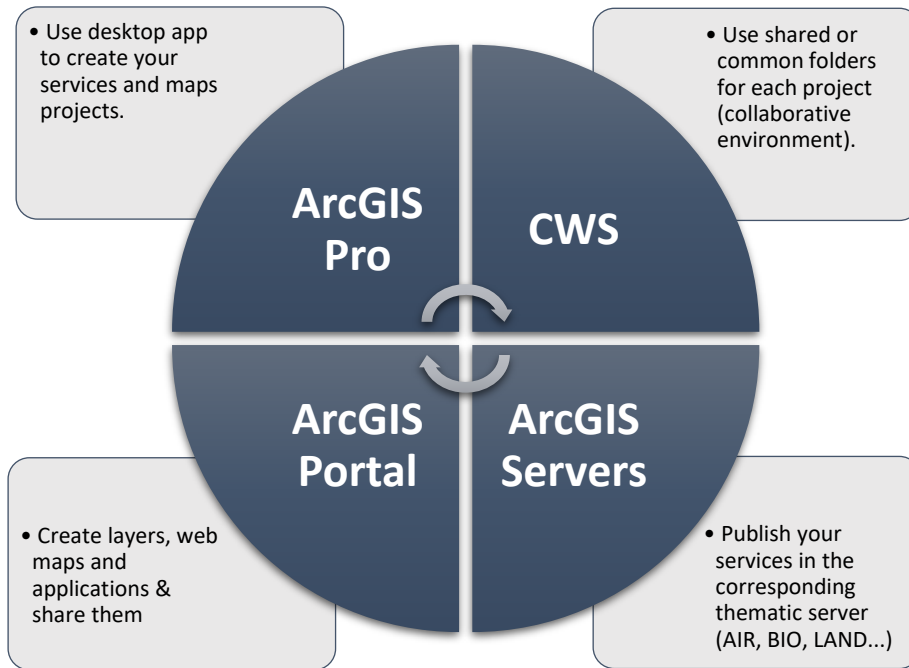 • Use desktop app
to create your
services and maps
projects.
• Use shared or
common folders
for each project
(collaborative
environment).
ArcGIS
Pro
CWS
ArcGIS
Portal
ArcGIS
Servers
• Create layers, web
maps and
applications &
share them
• Publish your
services in the
corresponding
thematic server
(AIR, BIO, LAND...)